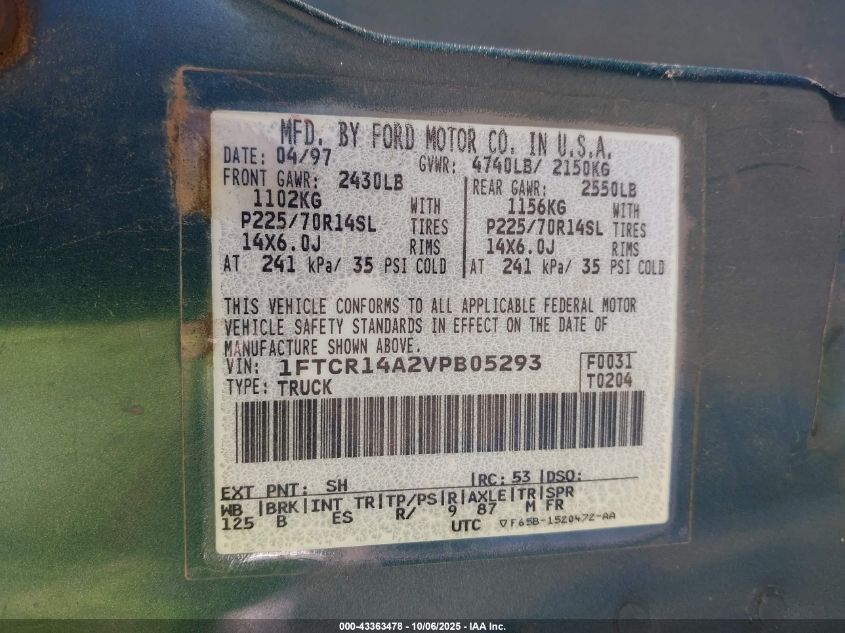 MFD. BY FORD MOTOR CO. IN U.S.A.
DATE: 04/97 GVWR: 4740LB/ 2150KG
FRONT GAWR: 2430LB REAR GAWR: 2550LB
1102KG WITH 1156KG WITH
P225/70R14SL TIRES P225/70R14SL TIRES
14X6.0J RIMS 14X6.0J RIMS
AT 241 kPa/ 35 PSI COLD AT 241 kPa/ 35 PSI COLD
THIS VEHICLE CONFORMS TO ALL APPLICABLE FEDERAL MOTOR
VEHICLE SAFETY STANDARDS IN EFFECT ON THE DATE OF
MANUFACTURE SHOWN ABOVE.
VIN: 1FTCR14A2VPB05293 F0031
TYPE: TRUCK T0204
EXT PNT: SH RC: 53 DSO:
WB BRK INT TR TP/PS R AXLE TR SPR
125 B ES R/ 9 87 M FR
UTC ▽F65B-1520472-AA
000-43363478 - 10/06/2025 - IAA Inc.